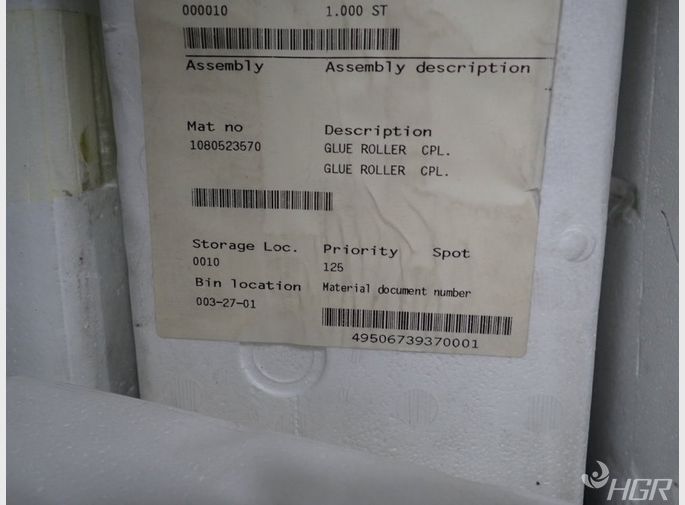 000010 1.000 ST
Assembly Assembly description
Mat no Description
1080523570 GLUE ROLLER CPL.
GLUE ROLLER CPL.
Storage Loc. Priority Spot
0010 125
Bin location Material document number
003-27-01
49506739370001
HGR